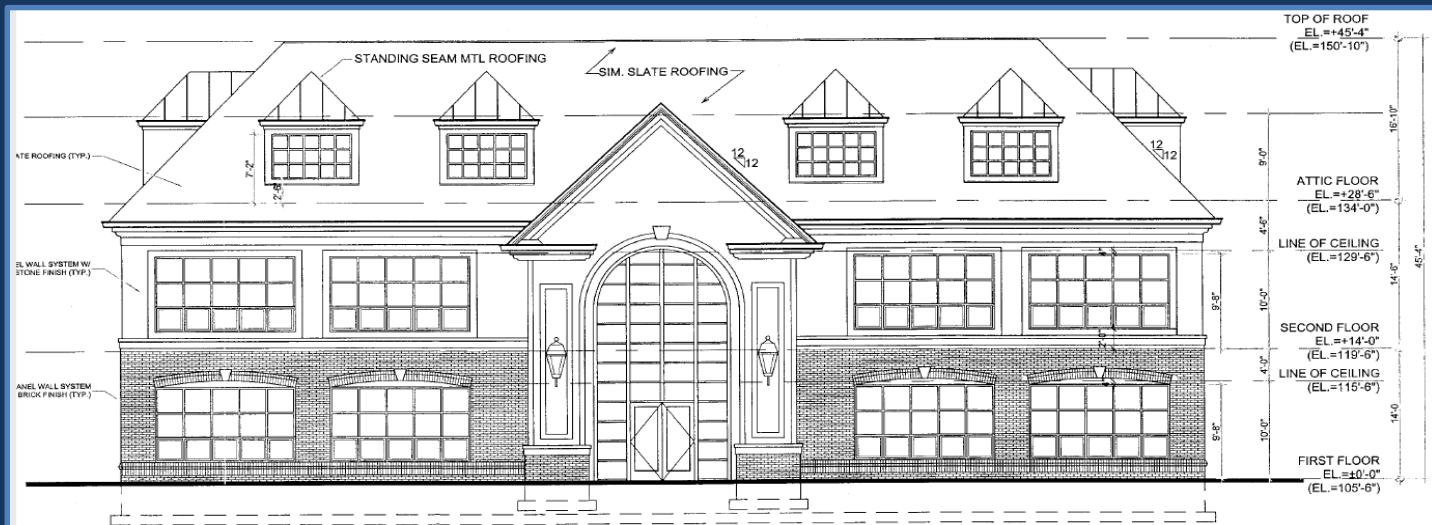 TOP OF ROOF
EL.=+45'-4"
(EL.=150'-10")
STANDING SEAM MTL ROOFING
SIM. SLATE ROOFING
16'-10"
12
12
12
12
9'-0"
ATE ROOFING (TYP.)
7'-2"
2'-6"
ATTIC FLOOR
EL.=+28'-6"
(EL.=134'-0")
4'-6"
LINE OF CEILING
(EL.=129'-6")
45'-4"
14'-6"
EL WALL SYSTEM W/
STONE FINISH (TYP.)
9'-8"
10'-0"
SECOND FLOOR
EL.=+14'-0"
(EL.=119'-6")
2'-0"
4'-0"
LINE OF CEILING
(EL.=115'-6")
ANEL WALL SYSTEM
BRICK FINISH (TYP.)
14'-0
9'-8"
10'-0"
FIRST FLOOR
EL.=±0'-0"
(EL.=105'-6")